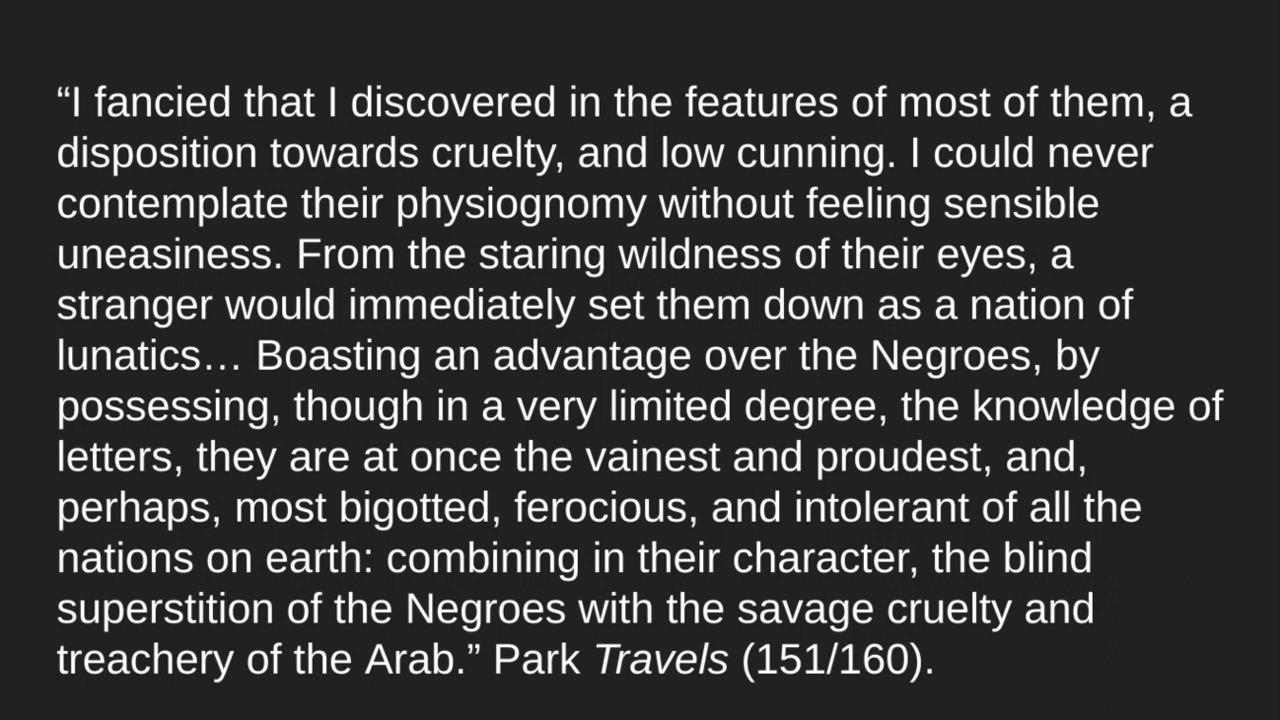 “I fancied that I discovered in the features of most of them, a
disposition towards cruelty, and low cunning. I could never
contemplate their physiognomy without feeling sensible
uneasiness. From the staring wildness of their eyes, a
stranger would immediately set them down as a nation of
lunatics… Boasting an advantage over the Negroes, by
possessing, though in a very limited degree, the knowledge of
letters, they are at once the vainest and proudest, and,
perhaps, most bigotted, ferocious, and intolerant of all the
nations on earth: combining in their character, the blind
superstition of the Negroes with the savage cruelty and
treachery of the Arab.” Park Travels (151/160).